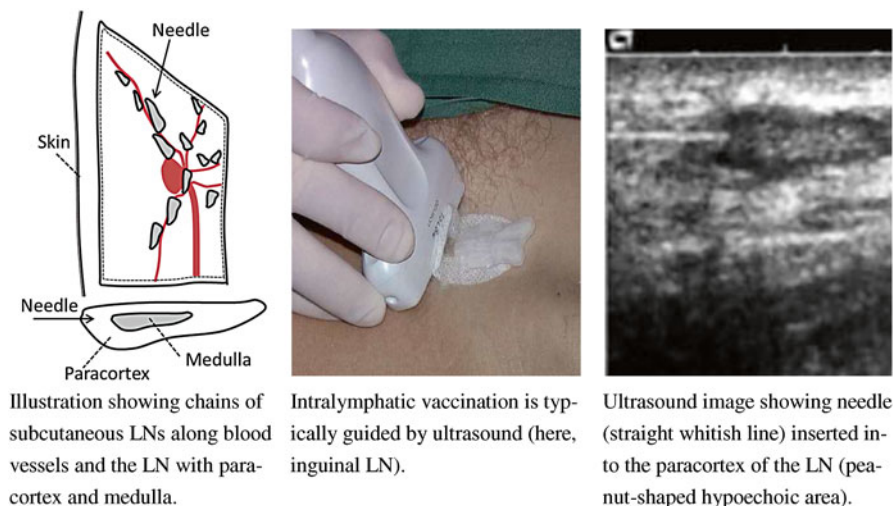 Needle
Skin
Needle
Paracortex
Medulla
Illustration showing chains of
subcutaneous LNs along blood
vessels and the LN with para-
cortex and medulla.
Intralymphatic vaccination is typ-
ically guided by ultrasound (here,
inguinal LN).
Ultrasound image showing needle
(straight whitish line) inserted in-
to the paracortex of the LN (pea-
nut-shaped hypoechoic area).